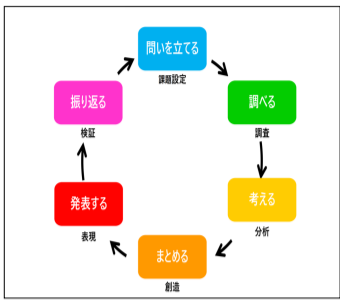 問いを立てる
課題設定
調べる
調査
考える
分析
まとめる
創造
発表する
表現
振り返る
検証